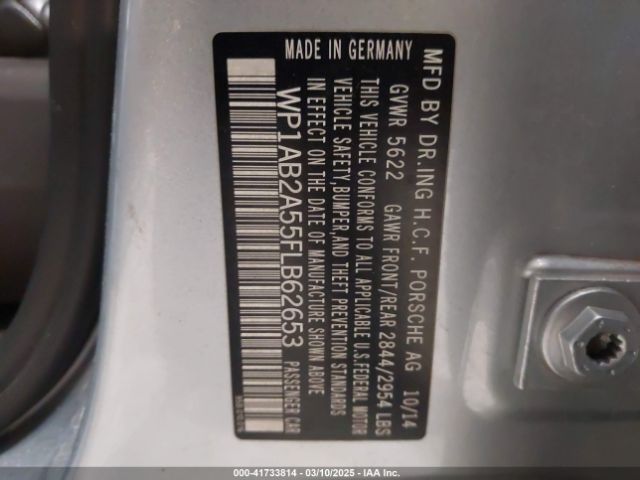 MFD BY DR.ING H.C.F. PORSCHE AG 10/14
GVWR 5622 GAWR FRONT/REAR 2844/2954 LBS
THIS VEHICLE CONFORMS TO ALL APPLICABLE U.S.FEDERAL MOTOR
VEHICLE SAFETY,BUMPER,AND THEFT PREVENTION STANDARDS
IN EFFECT ON THE DATE OF MANUFACTURE SHOWN ABOVE
WP1AB2A55FLB62653 PASSENGER CAR
MADE IN GERMANY
000-41733814 / 03/10/2025 - IAA Inc.